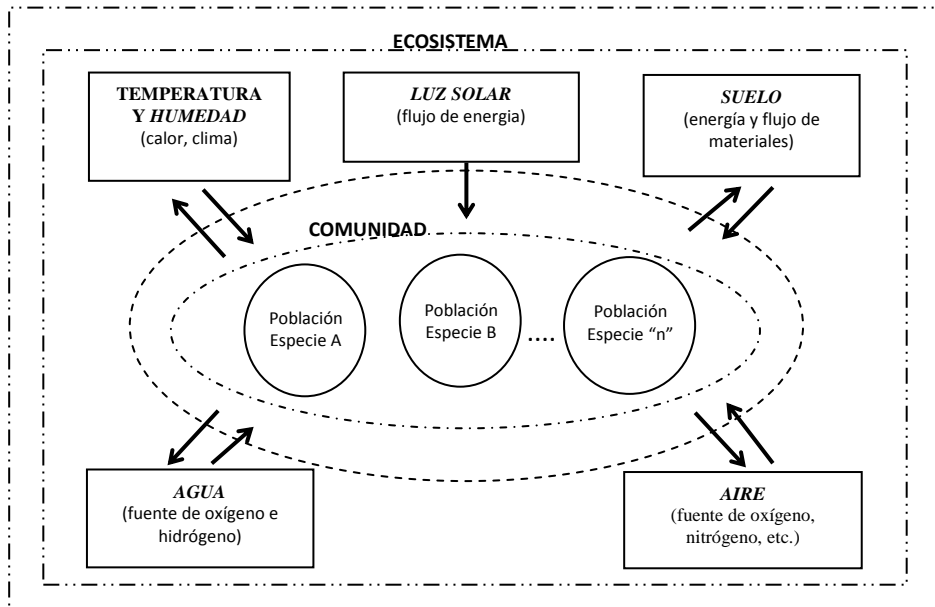 ECOSISTEMA
TEMPERATURA
Y HUMEDAD
(calor, clima)
LUZ SOLAR
(flujo de energia)
SUELO
(energía y flujo de
materiales)
COMUNIDAD
Población
Especie A
Población
Especie B
....
Población
Especie “n”
AGUA
(fuente de oxígeno e
hidrógeno)
AIRE
(fuente de oxígeno,
nitrógeno, etc.)